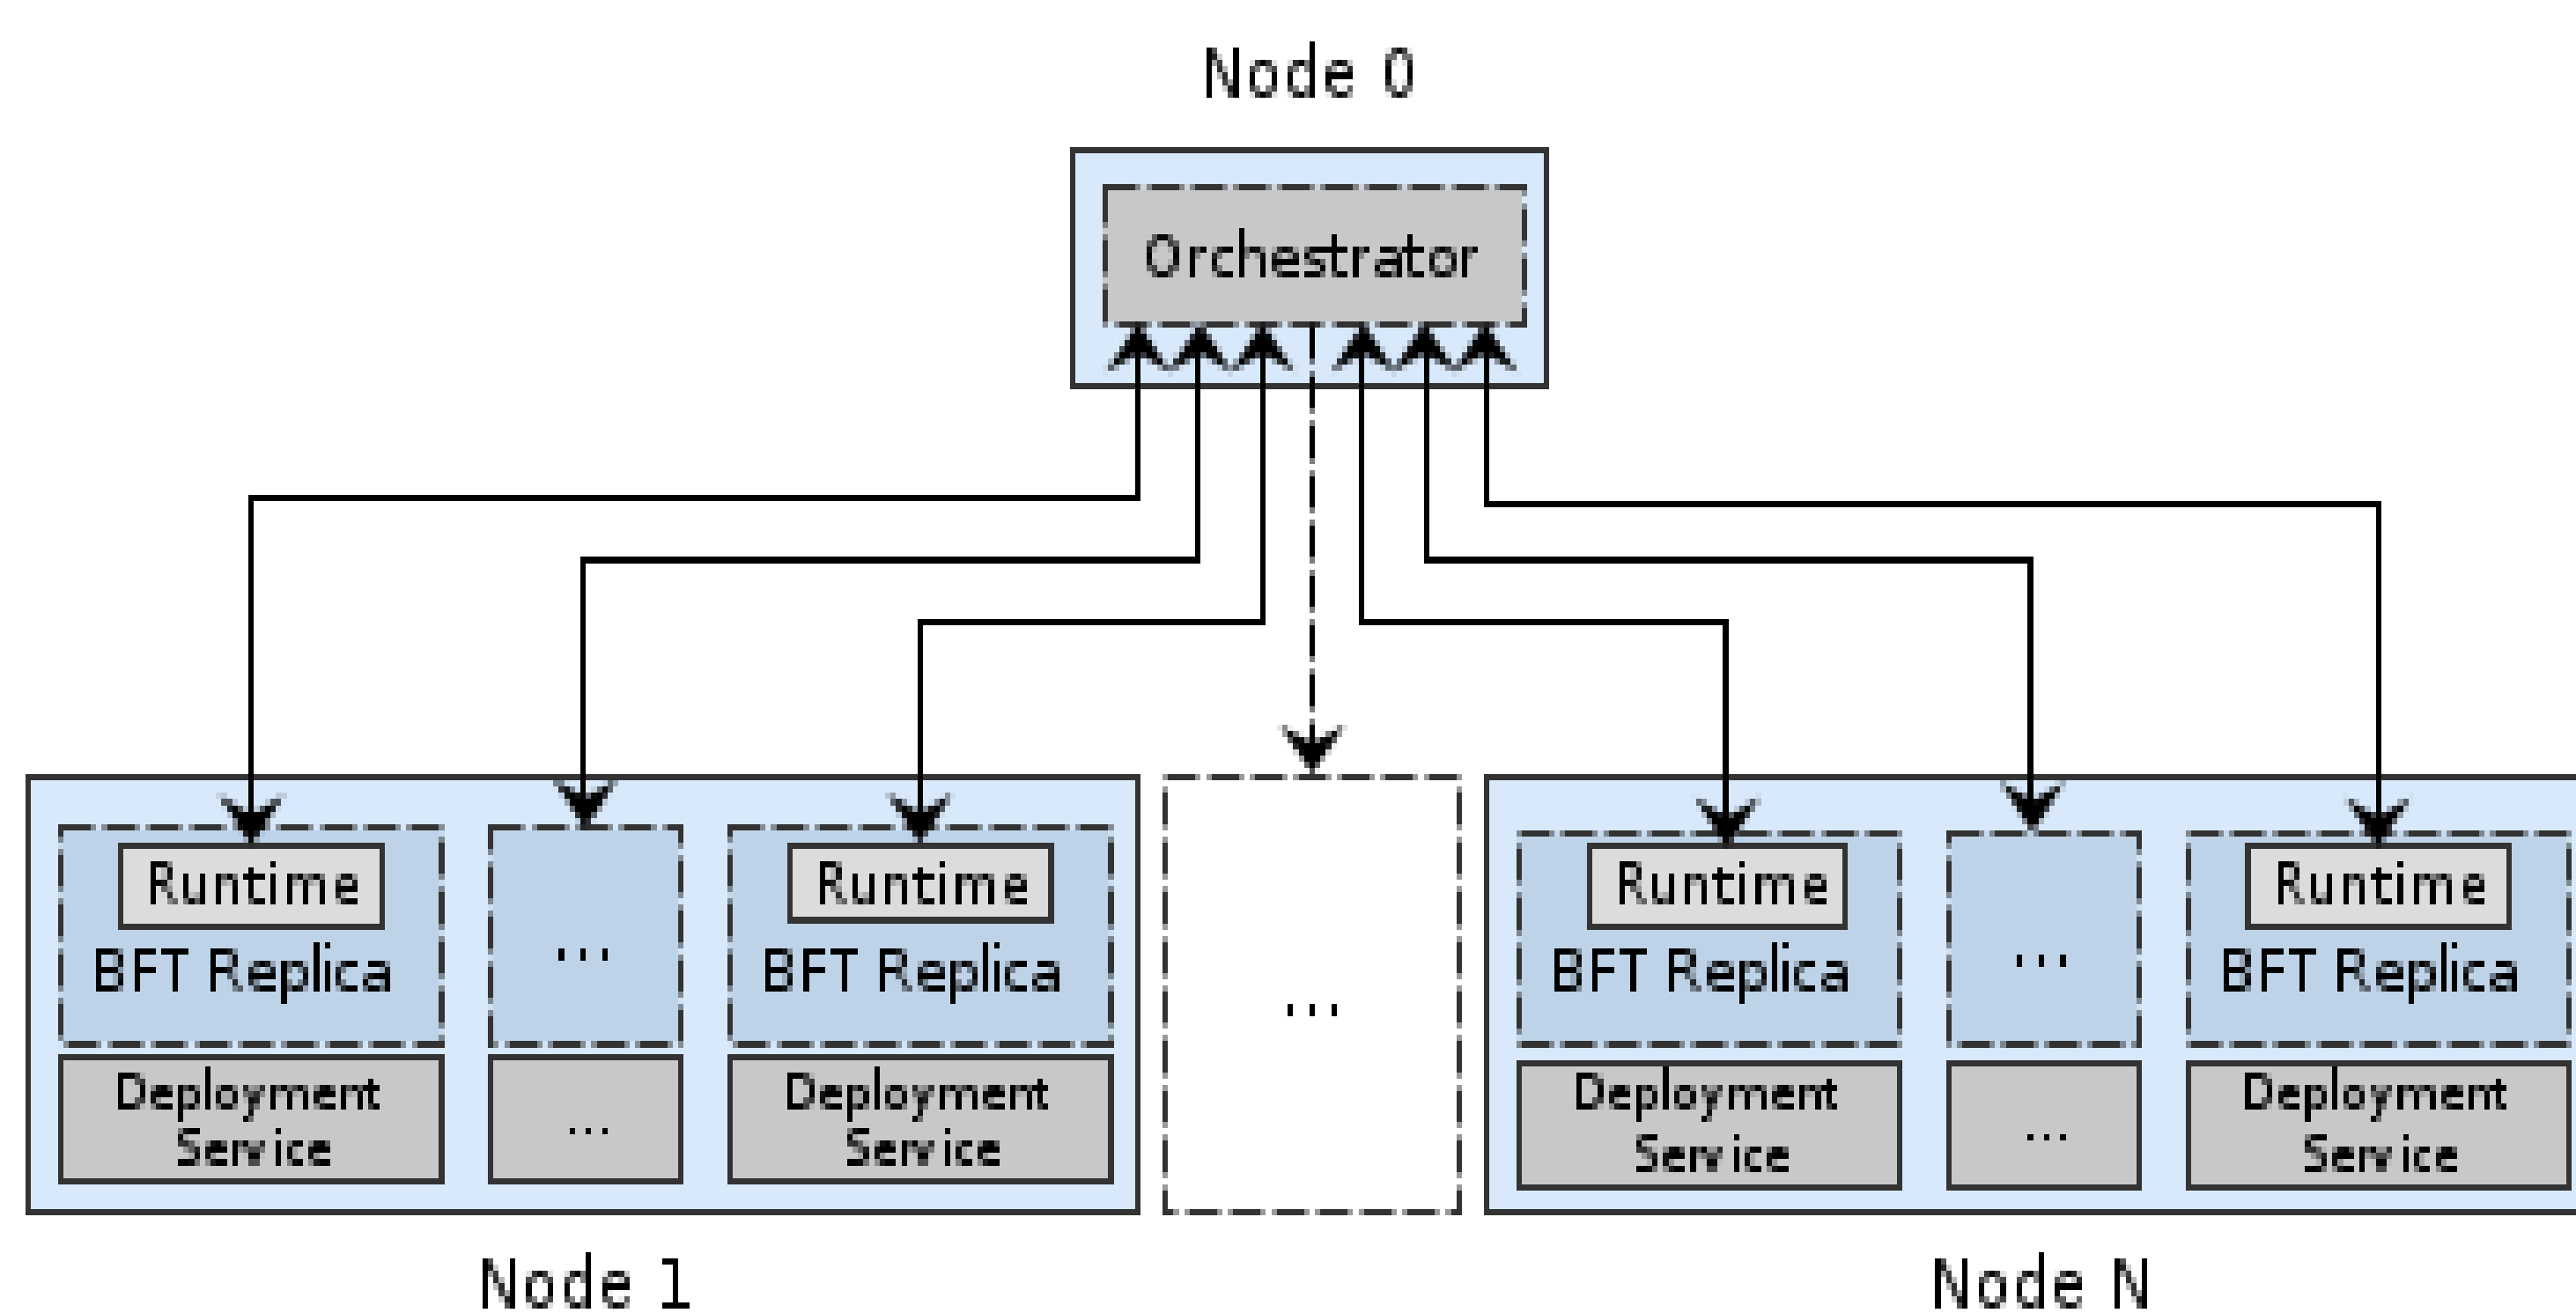 Node 0
Orchestrator
Runtime
BFT Replica
Deployment
Service
...
...
Runtime
BFT Replica
Deployment
Service
...
Runtime
BFT Replica
Deployment
Service
...
...
Runtime
BFT Replica
Deployment
Service
Node 1
Node N